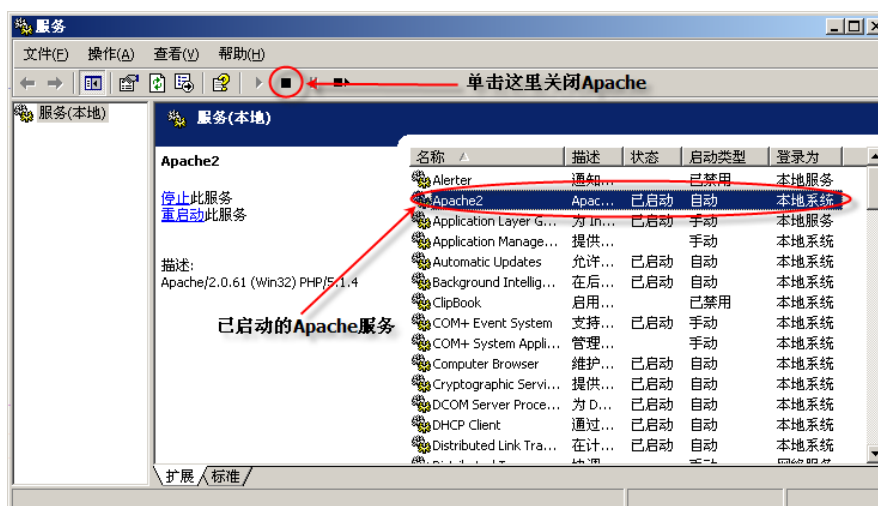 服务
文件(F) 操作(A) 查看(V) 帮助(H)
单击这里关闭Apache
服务(本地)
服务(本地)
Apache2
停止此服务
重启动此服务
描述:
Apache/2.0.61 (Win32) PHP/5.1.4
已启动的Apache服务
名称 描述 状态 启动类型 登录为
Alerter 通知... 已禁用 本地服务
Apache2 Apac... 已启动 自动 本地系统
Application Layer G... 为 In... 已启动 手动 本地服务
Application Manage... 提供... 手动 本地系统
Automatic Updates 允许... 已启动 自动 本地系统
Background Intellig... 在后... 已启动 自动 本地系统
ClipBook 启用... 已禁用 本地系统
COM+ Event System 支持... 已启动 手动 本地系统
COM+ System Appli... 管理... 手动 本地系统
Computer Browser 维护... 已启动 自动 本地系统
Cryptographic Servi... 提供... 已启动 自动 本地系统
DCOM Server Proce... 为 D... 已启动 自动 本地系统
DHCP Client 通过... 已启动 自动 本地系统
Distributed Link Tra... 在计... 已启动 自动 本地系统
扩展 标准